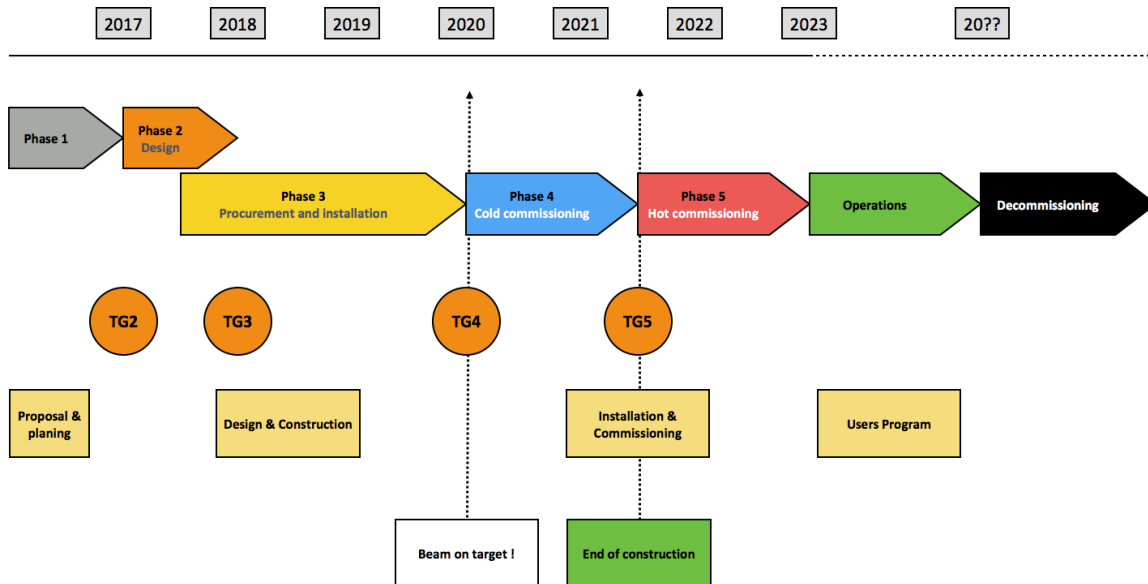 2017
2018
2019
2020
2021
2022
2023
20??
Phase 1
Phase 2
Design
Phase 3
Procurement and installation
Phase 4
Cold commissioning
Phase 5
Hot commissioning
Operations
Decommissioning
TG2
TG3
TG4
TG5
Proposal &
planing
Design & Construction
Installation &
Commissioning
Users Program
Beam on target !
End of construction